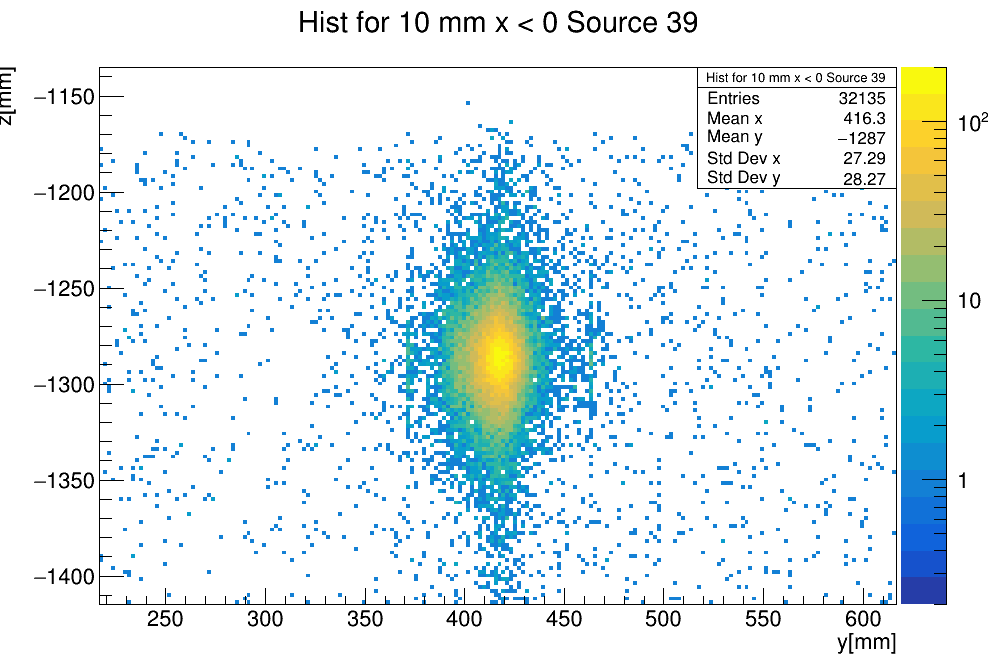 Hist for 10 mm x < 0 Source 39
z[mm]
−1150
−1200
−1250
−1300
−1350
−1400
250
300
350
400
450
500
550
600
y[mm]
Hist for 10 mm x < 0 Source 39
Entries 32135
Mean x 416.3
Mean y −1287
Std Dev x 27.29
Std Dev y 28.27
10²
10
1